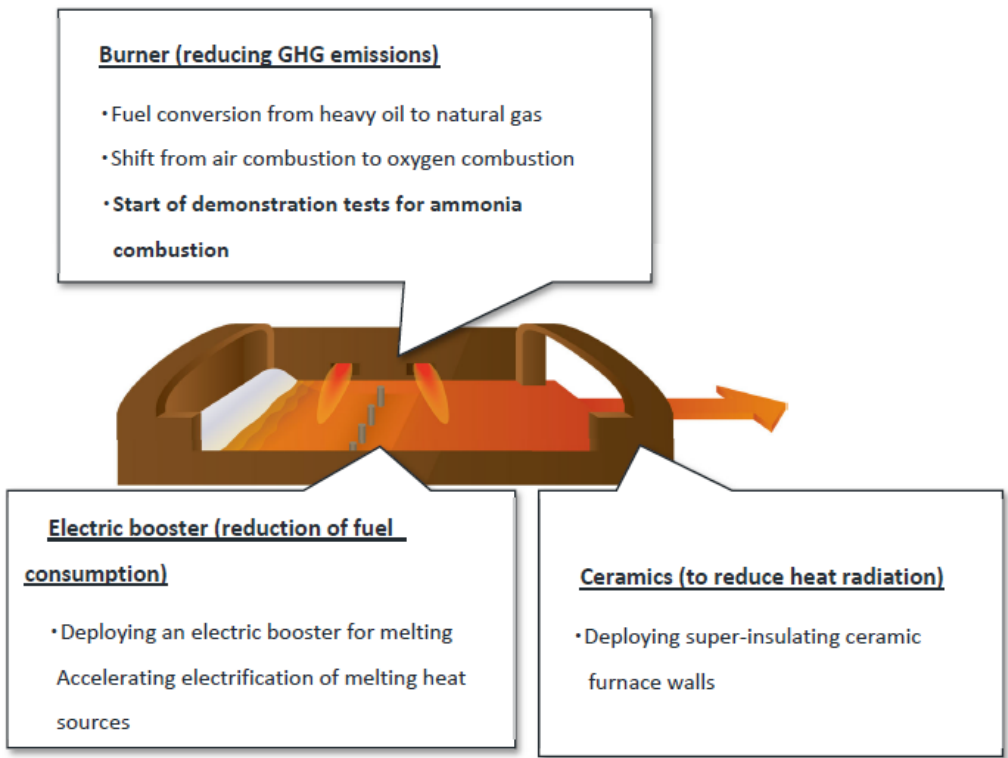 Burner (reducing GHG emissions)
・Fuel conversion from heavy oil to natural gas
・Shift from air combustion to oxygen combustion
・Start of demonstration tests for ammonia
combustion
Electric booster (reduction of fuel
consumption)
・Deploying an electric booster for melting
Accelerating electrification of melting heat
sources
Ceramics (to reduce heat radiation)
・Deploying super-insulating ceramic
furnace walls